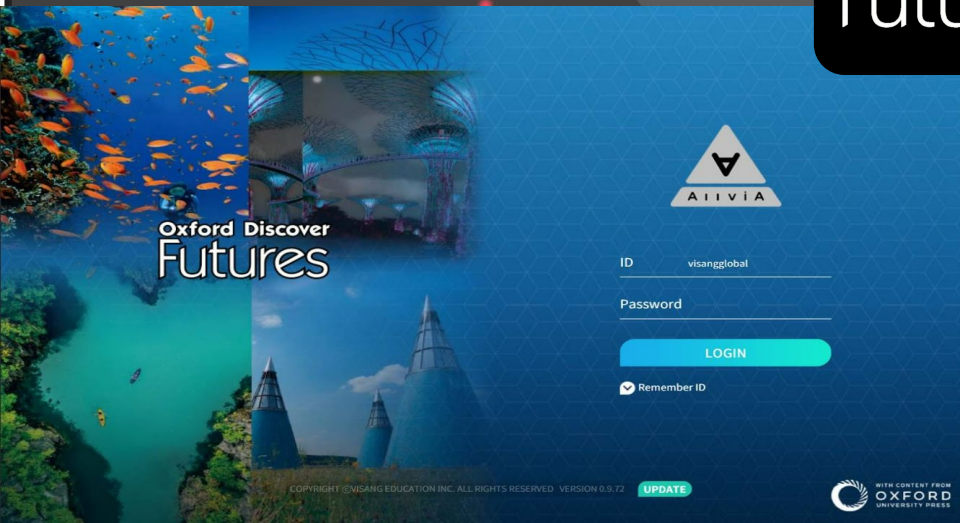 Oxford Discover
Futures
AIIViA
ID visangglobal
Password
LOGIN
Remember ID
COPYRIGHT ©VISANG EDUCATION INC. ALL RIGHTS RESERVED VERSION 0.9.72 UPDATE
WITH CONTENT FROM
OXFORD
UNIVERSITY PRESS